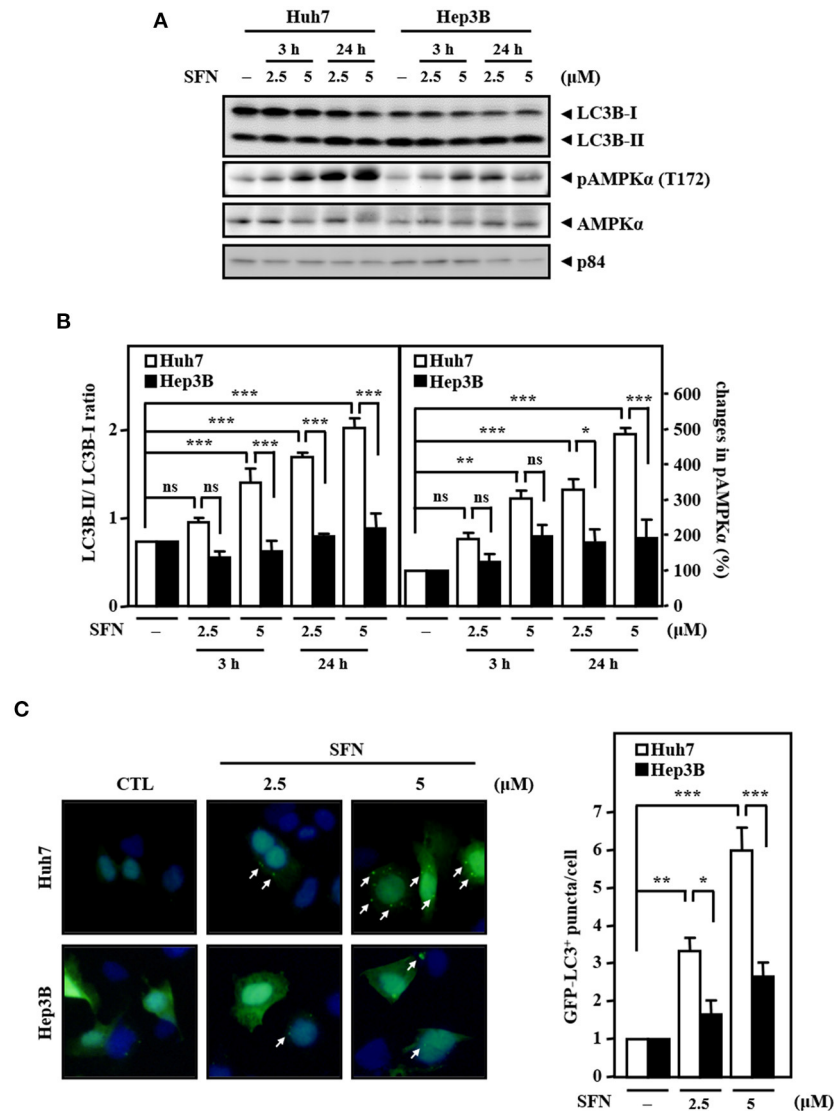 A
Huh7 Hep3B
3 h 24 h 3 h 24 h
SFN – 2.5 5 2.5 5 – 2.5 5 2.5 5 (μM)
LC3B-I
LC3B-II
pAMPKα (T172)
AMPKα
p84
B
LC3B-II/ LC3B-I ratio
2
1
0
Huh7
Hep3B
*** ***
*** ***
*** ***
ns ns
SFN – 2.5 5 2.5 5
3 h 24 h
Huh7
Hep3B
*** ***
*** *
** ns
ns ns
600
500
400
300
200
100
0
changes in pAMPKα (%)
– 2.5 5 2.5 5 (μM)
3 h 24 h
C
SFN
CTL 2.5 5 (μM)
Huh7
Hep3B
GFP-LC3⁺ puncta/cell
7
6
5
4
3
2
1
0
Huh7
Hep3B
*** ***
** *
SFN – 2.5 5 (μM)